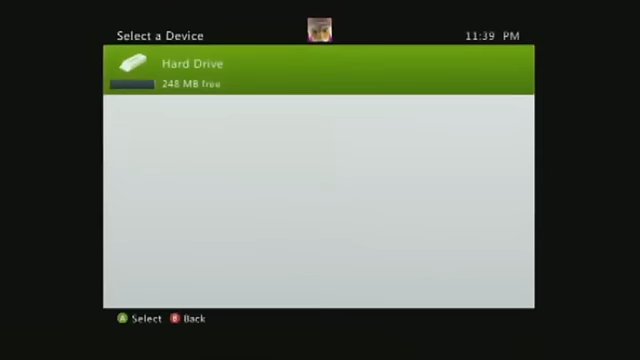 Select a Device
11:39 PM
Hard Drive
248 MB free
A Select B Back